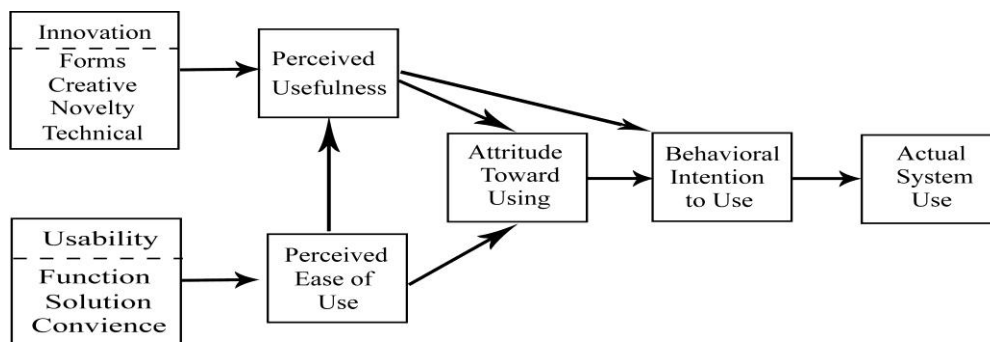 Innovation
Forms
Creative
Novelty
Technical
Perceived
Usefulness
Attritude
Toward
Using
Behavioral
Intention
to Use
Actual
System
Use
Usability
Function
Solution
Convience
Perceived
Ease of
Use